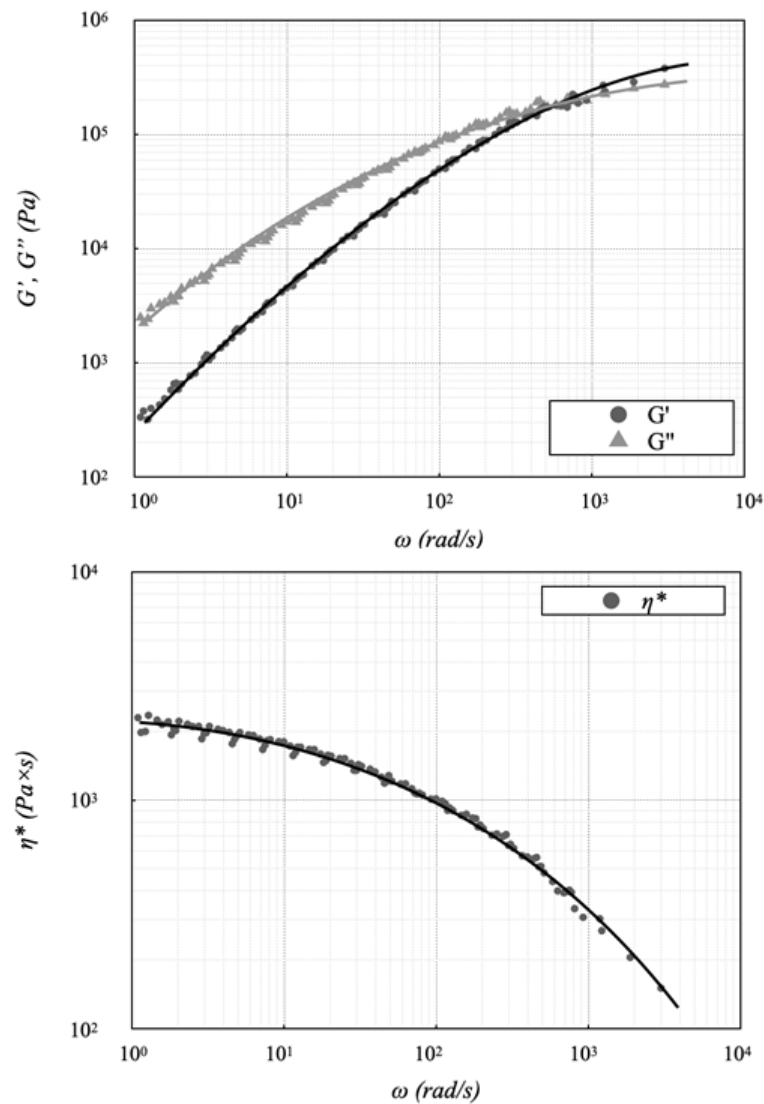 10⁶
10⁵
10⁴
10³
10²
G', G" (Pa)
10⁰ 10¹ 10² 10³ 10⁴
ω (rad/s)
G'
G"
10⁴
10³
10²
η* (Pa×s)
10⁰ 10¹ 10² 10³ 10⁴
ω (rad/s)
η*